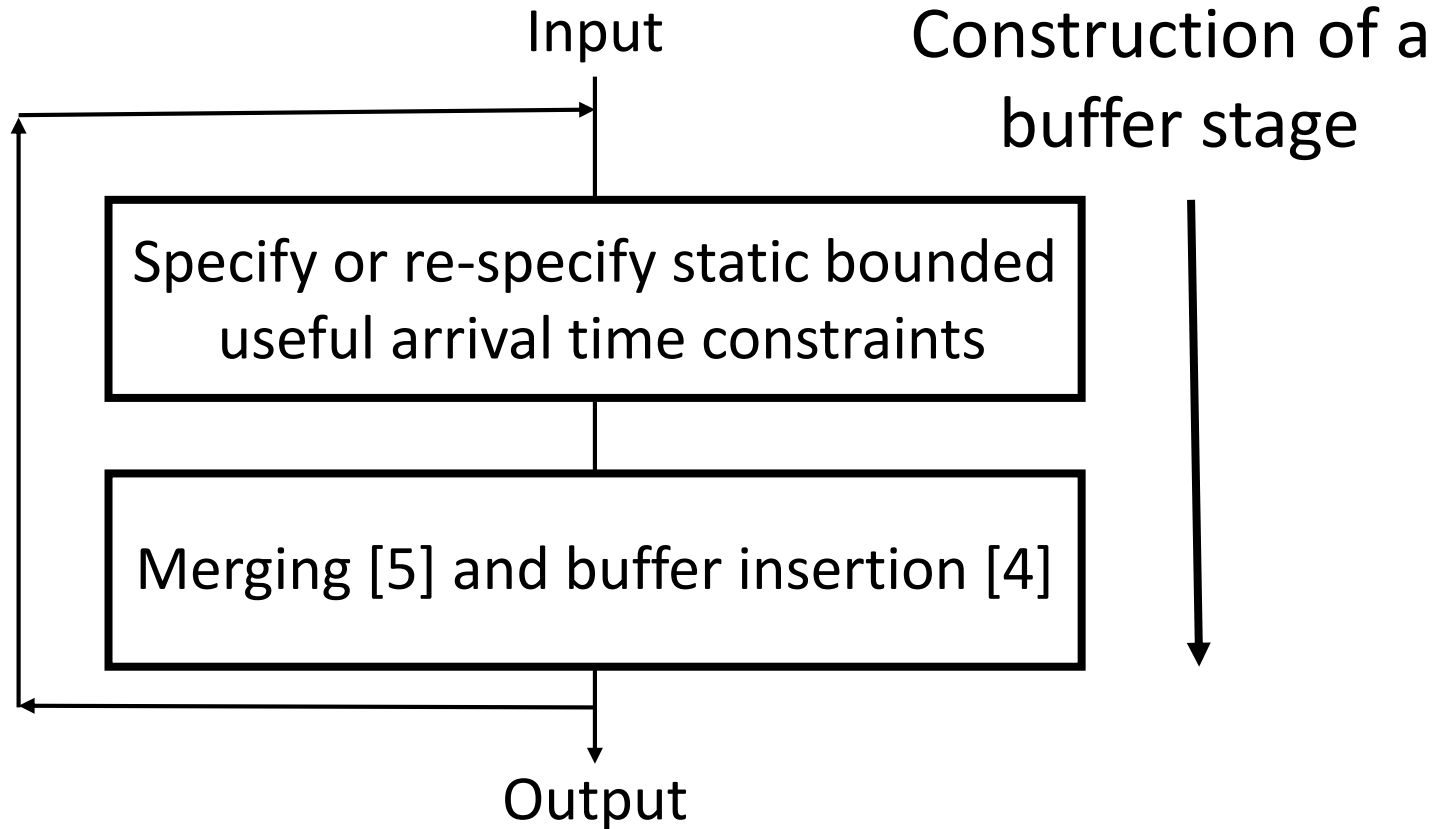 Input
Construction of a
buffer stage
Specify or re-specify static bounded
useful arrival time constraints
Merging [5] and buffer insertion [4]
Output